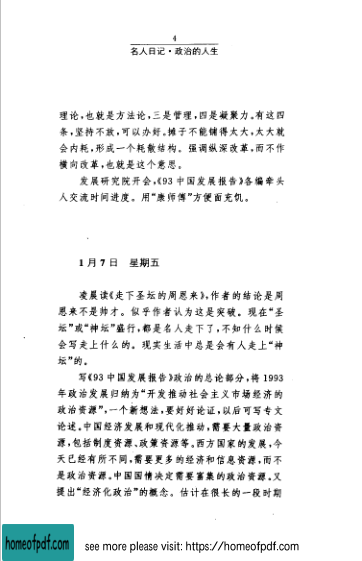 4
名人日记·政治的人生
理论,也就是方法论,三是管理,四是凝聚力。有这四
条,坚持不放,可以办好。摊子不能铺得太大,太大就
会内耗,形成一个耗散结构。强调纵深改革,而不作
横向改革,也就是这个意思。
发展研究院开会,《93中国发展报告》各编牵头
人交流时间进度。用“康师傅”方便面充饥。
1月7日 星期五
凌晨读《走下圣坛的周恩来》,作者的结论是周
恩来不是帅才。似乎作者认为这是突破。现在“圣
坛”或“神坛”盛行,都是名人走下了,不知什么时候
会写走上什么的。现实生活中总是会有人走上“神
坛”的。
写《93中国发展报告》政治的总论部分,将1993
年政治发展归纳为“开发推动社会主义市场经济的
政治资源”,一个新想法,要好好论证,以后可写专文
论述。中国经济发展和现代化推动,需要大量政治资
源,包括制度资源、政策资源等。西方国家的发展,今
天已经有所不同,需要更多的经济和信息资源,而不
是政治资源。中国国情决定需要富集的政治资源。又
提出“经济化政治”的概念。估计在很长的一段时期
homeofpdf.com
see more please visit: https://homeofpdf.com